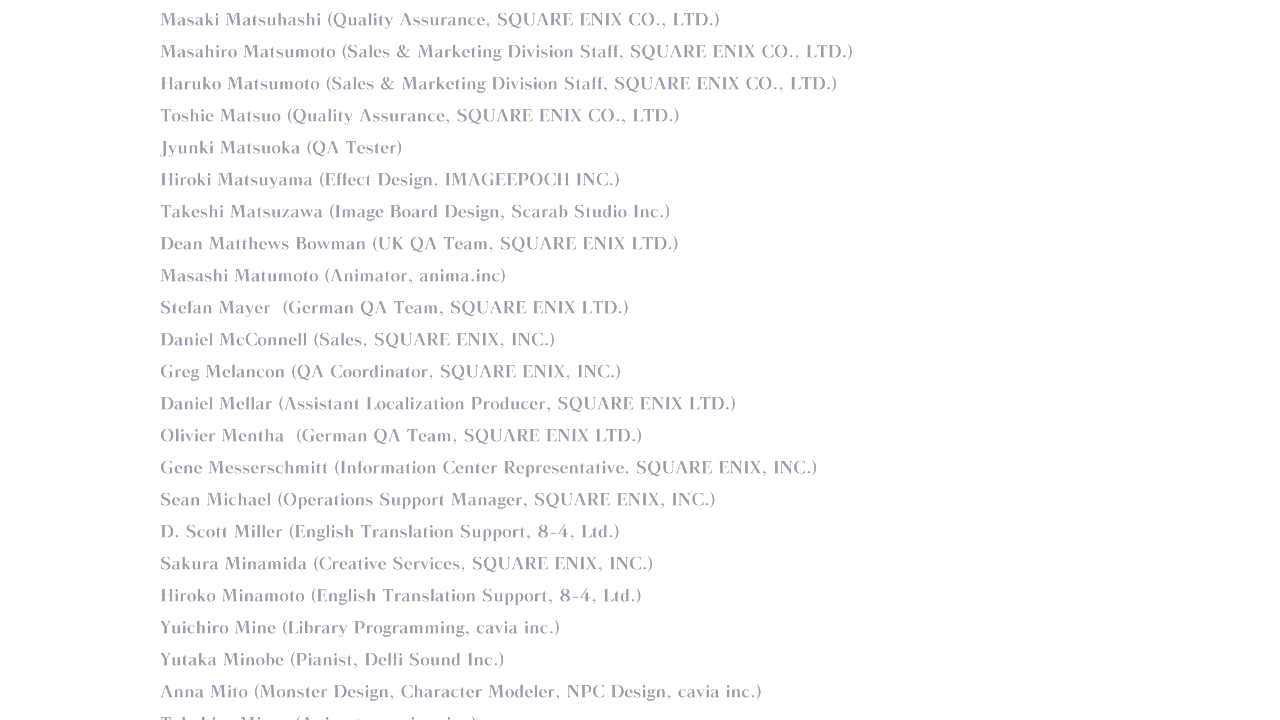 Masaki Matsuhashi (Quality Assurance, SQUARE ENIX CO., LTD.)
Masahiro Matsumoto (Sales & Marketing Division Staff, SQUARE ENIX CO., LTD.)
Haruko Matsumoto (Sales & Marketing Division Staff, SQUARE ENIX CO., LTD.)
Toshie Matsuo (Quality Assurance, SQUARE ENIX CO., LTD.)
Jyunki Matsuoka (QA Tester)
Hiroki Matsuyama (Effect Design, IMAGEEPOCH INC.)
Takeshi Matsuzawa (Image Board Design, Scarab Studio Inc.)
Dean Matthews Bowman (UK QA Team, SQUARE ENIX LTD.)
Masashi Matumoto (Animator, anima.inc)
Stefan Mayer  (German QA Team, SQUARE ENIX LTD.)
Daniel McConnell (Sales, SQUARE ENIX, INC.)
Greg Melancon (QA Coordinator, SQUARE ENIX, INC.)
Daniel Mellar (Assistant Localization Producer, SQUARE ENIX LTD.)
Olivier Mentha  (German QA Team, SQUARE ENIX LTD.)
Gene Messerschmitt (Information Center Representative, SQUARE ENIX, INC.)
Sean Michael (Operations Support Manager, SQUARE ENIX, INC.)
D. Scott Miller (English Translation Support, 8-4, Ltd.)
Sakura Minamida (Creative Services, SQUARE ENIX, INC.)
Hiroko Minamoto (English Translation Support, 8-4, Ltd.)
Yuichiro Mine (Library Programming, cavia inc.)
Yutaka Minobe (Pianist, Delfi Sound Inc.)
Anna Mito (Monster Design, Character Modeler, NPC Design, cavia inc.)